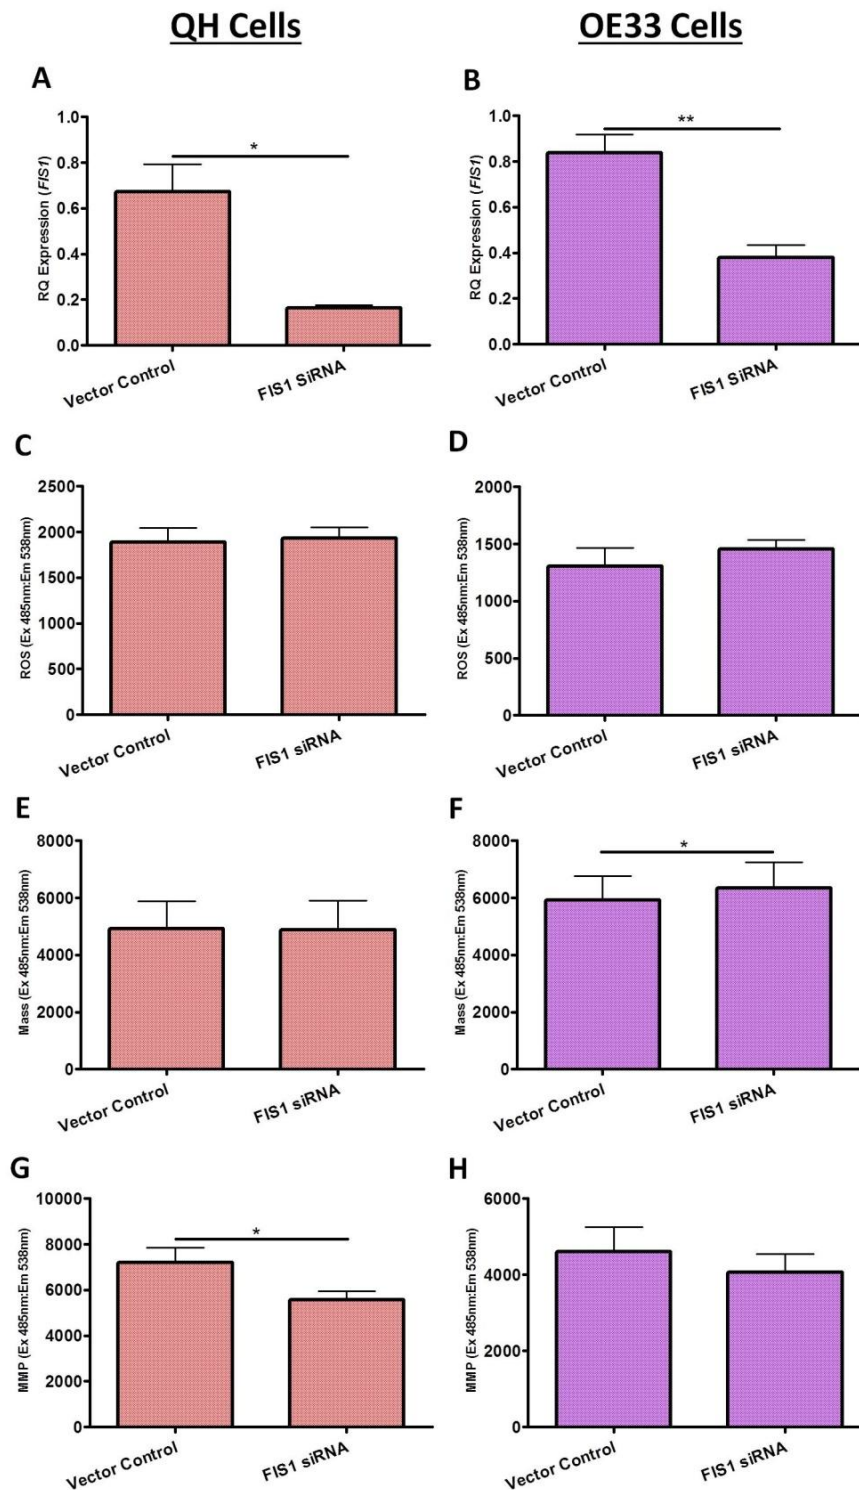 QH Cells
OE33 Cells
A
RQ Expression (FIS1)
1.0
0.8
0.6
0.4
0.2
0.0
*
Vector Control
FIS1 SiRNA
B
RQ Expression (FIS1)
1.0
0.8
0.6
0.4
0.2
0.0
**
Vector Control
FIS1 SiRNA
C
ROS (Ex 485nm:Em 538nm)
2500
2000
1500
1000
500
0
Vector Control
FIS1 siRNA
D
ROS (Ex 485nm:Em 538nm)
2000
1500
1000
500
0
Vector Control
FIS1 siRNA
E
Mass (Ex 485nm:Em 538nm)
8000
6000
4000
2000
0
Vector Control
FIS1 siRNA
F
Mass (Ex 485nm:Em 538nm)
8000
6000
4000
2000
0
*
Vector Control
FIS1 siRNA
G
MMP (Ex 485nm:Em 538nm)
10000
8000
6000
4000
2000
0
*
Vector Control
FIS1 siRNA
H
MMP (Ex 485nm:Em 538nm)
6000
4000
2000
0
Vector Control
FIS1 siRNA